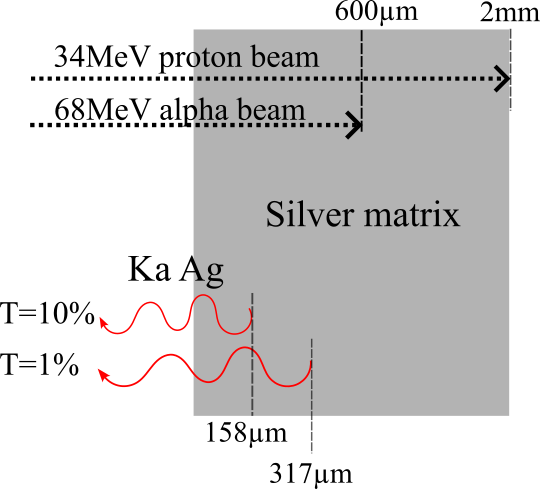 600µm
2mm
34MeV proton beam
68MeV alpha beam
Silver matrix
Ka Ag
T=10%
T=1%
158µm
317µm